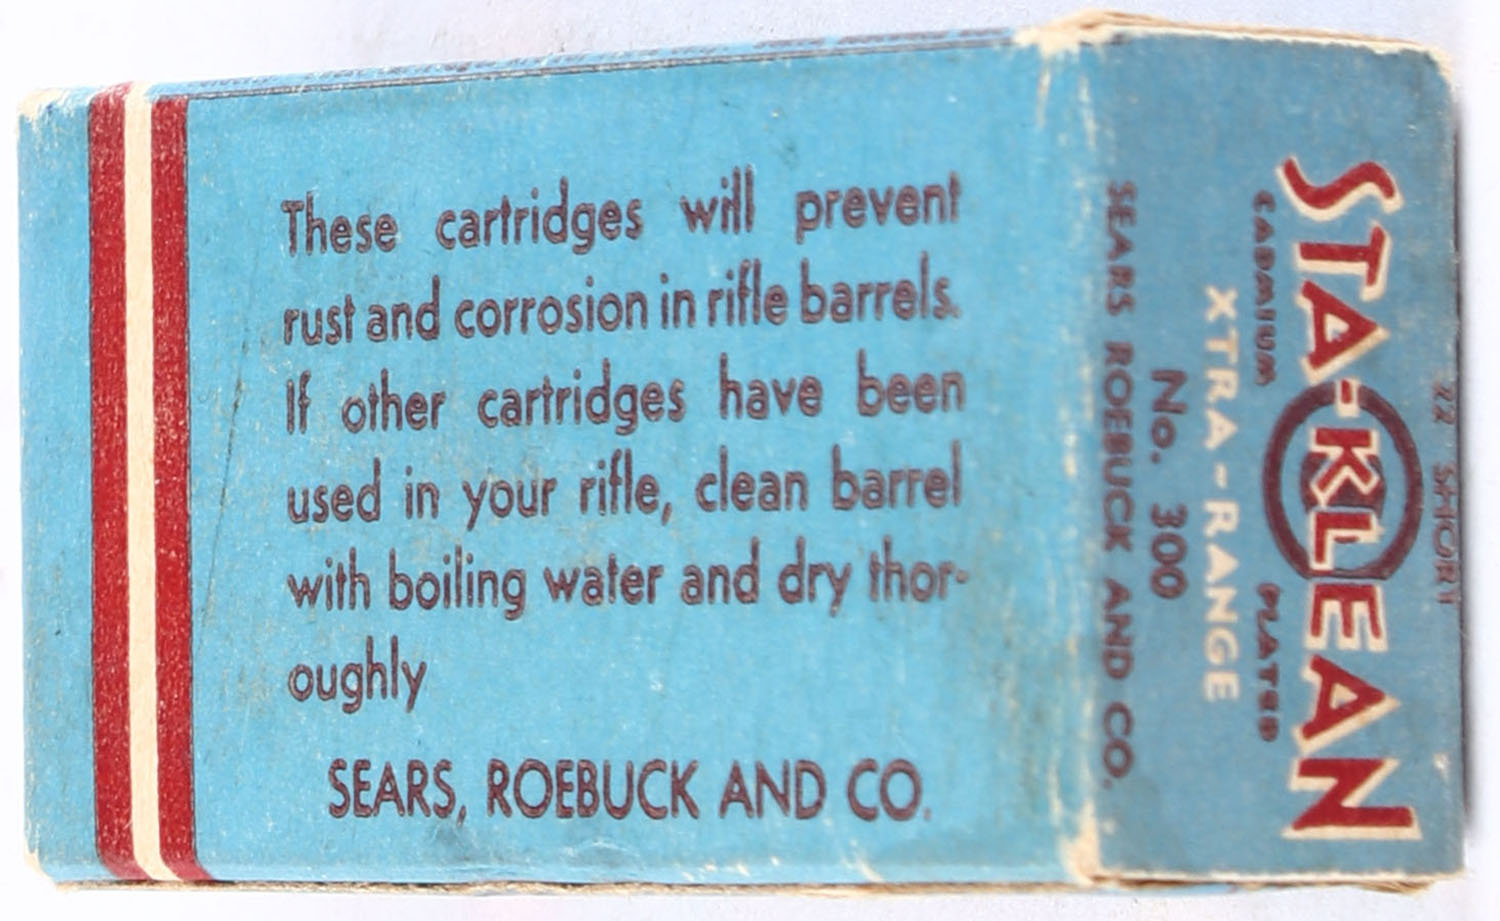 These cartridges will prevent
rust and corrosion in rifle barrels.
If other cartridges have been
used in your rifle, clean barrel
with boiling water and dry thor-
oughly
SEARS, ROEBUCK AND CO.
22 SHORT
STA-KLEAN
CADMIUM PLATED
XTRA-RANGE
No. 300
SEARS ROEBUCK AND CO.